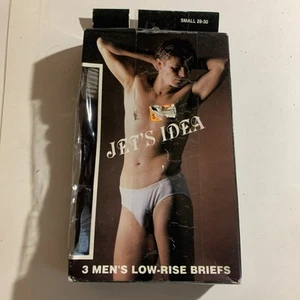 SMALL 28-30
JET'S IDEA
3 MEN'S LOW-RISE BRIEFS